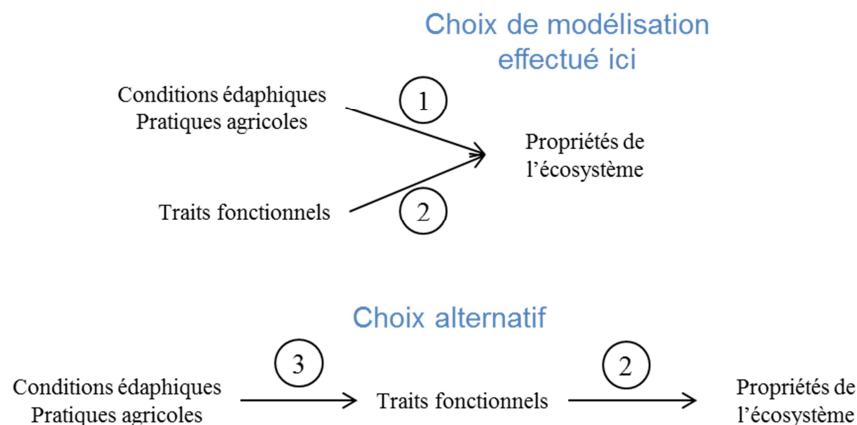 Choix de modélisation
effectué ici
Conditions édaphiques
Pratiques agricoles
1
Propriétés de
l’écosystème
Traits fonctionnels
2
Choix alternatif
3
2
Conditions édaphiques
Pratiques agricoles
Traits fonctionnels
Propriétés de
l’écosystème